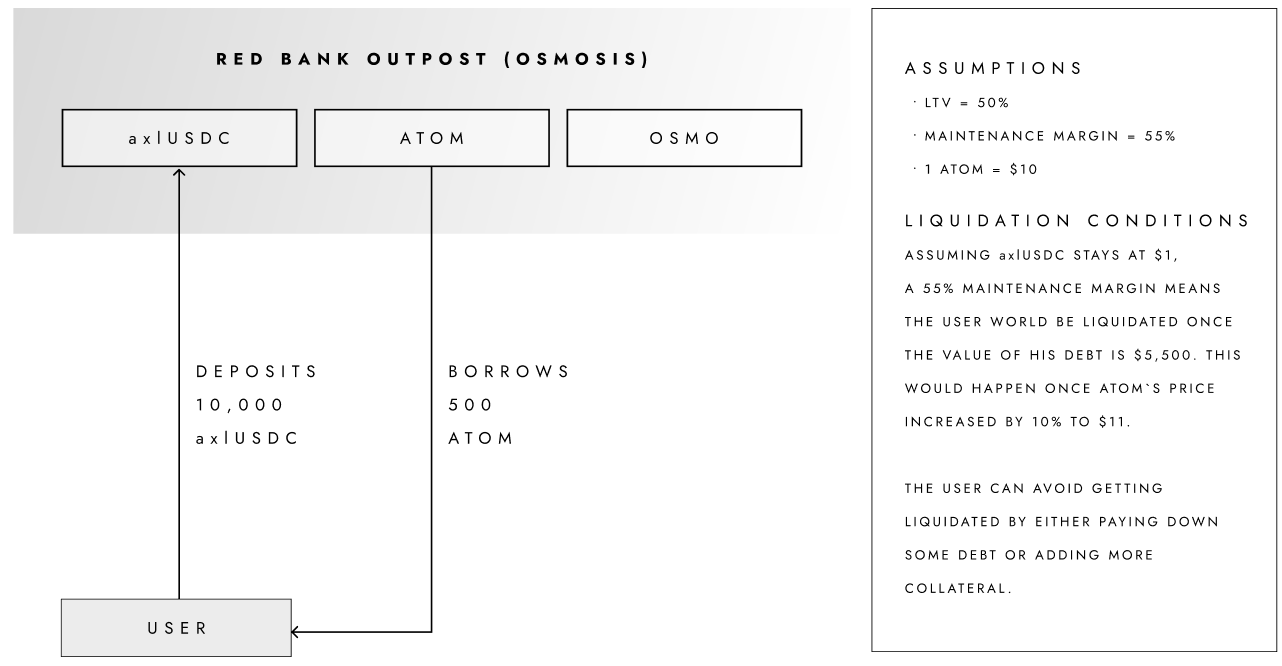 RED BANK OUTPOST (OSMOSIS)
axlUSDC
ATOM
OSMO
DEPOSITS
10,000
axlUSDC
BORROWS
500
ATOM
USER
ASSUMPTIONS
· LTV = 50%
· MAINTENANCE MARGIN = 55%
· 1 ATOM = $10
LIQUIDATION CONDITIONS
ASSUMING axlUSDC STAYS AT $1,
A 55% MAINTENANCE MARGIN MEANS
THE USER WORLD BE LIQUIDATED ONCE
THE VALUE OF HIS DEBT IS $5,500. THIS
WOULD HAPPEN ONCE ATOM`S PRICE
INCREASED BY 10% TO $11.
THE USER CAN AVOID GETTING
LIQUIDATED BY EITHER PAYING DOWN
SOME DEBT OR ADDING MORE
COLLATERAL.